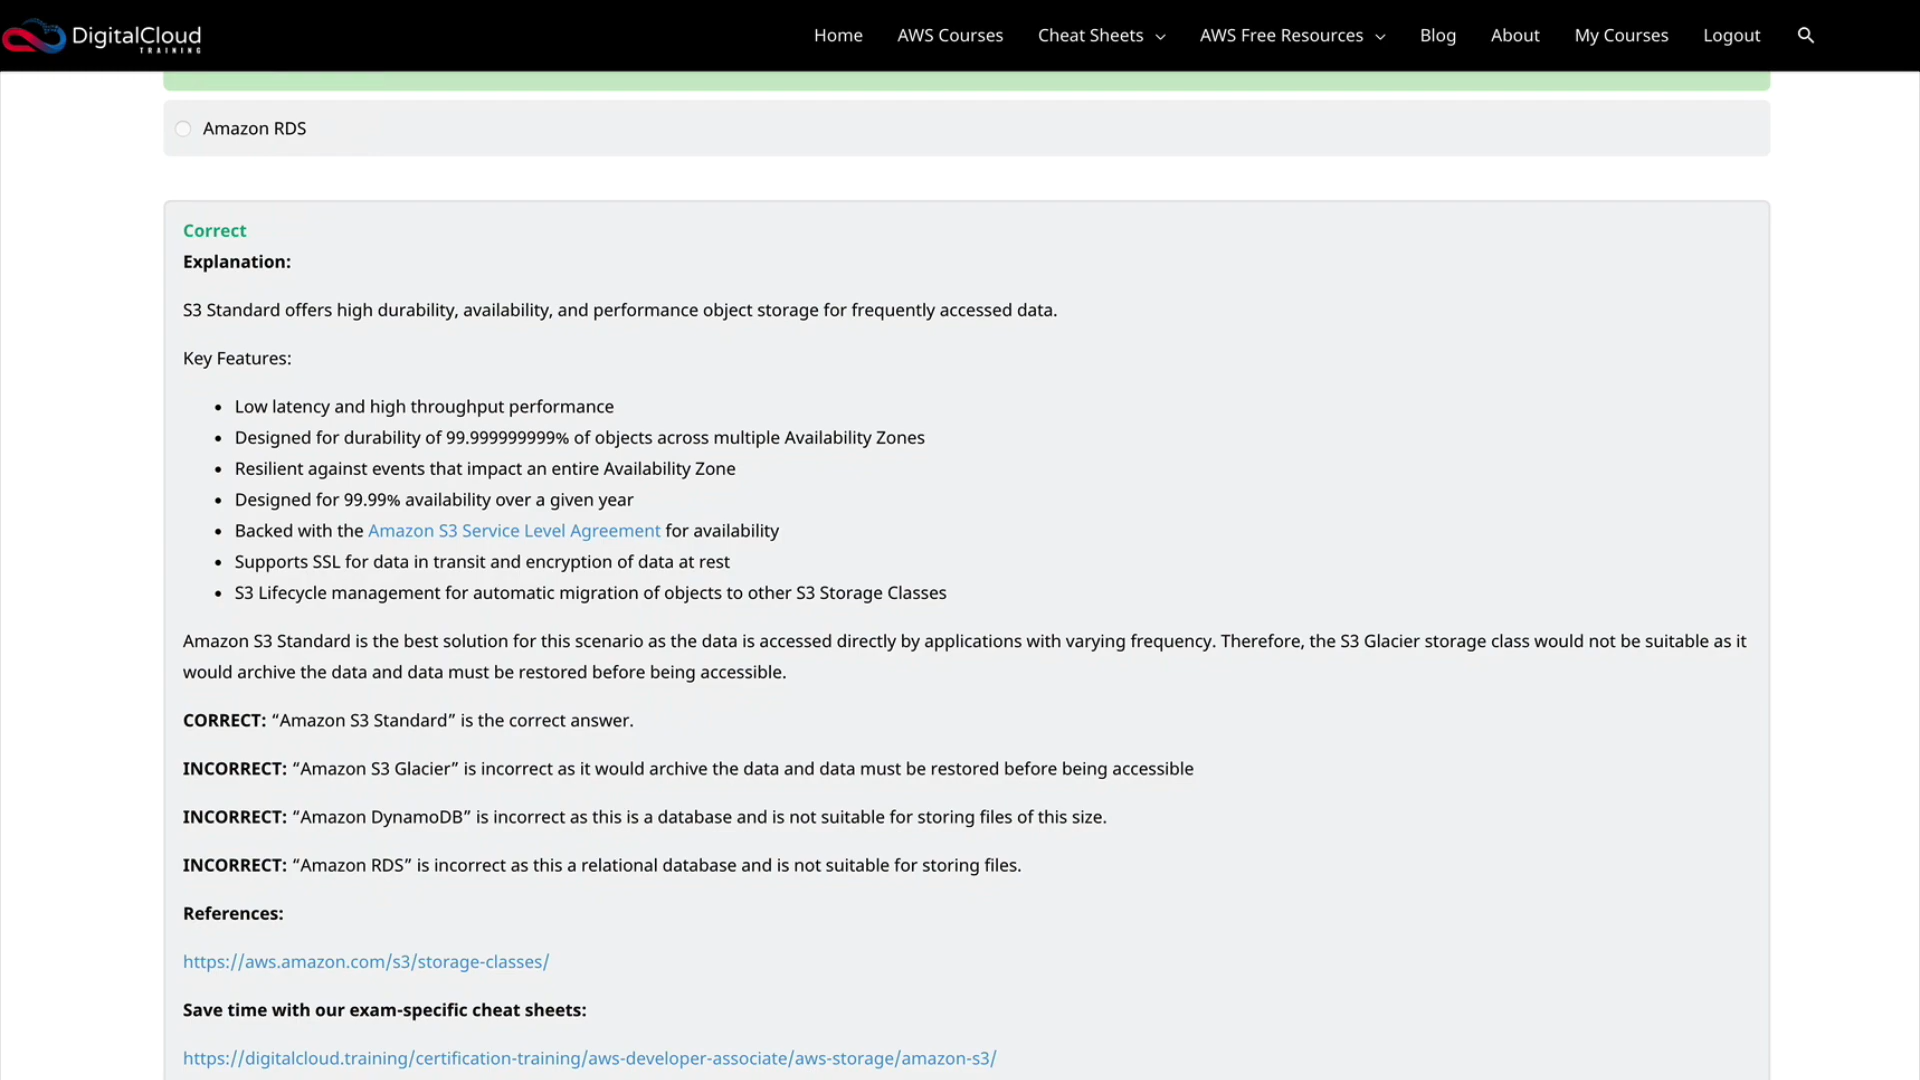 DigitalCloud
TRAINING
Home
AWS Courses
Cheat Sheets
AWS Free Resources
Blog
About
My Courses
Logout
Amazon RDS
Correct
Explanation:
S3 Standard offers high durability, availability, and performance object storage for frequently accessed data.
Key Features:
• Low latency and high throughput performance
• Designed for durability of 99.999999999% of objects across multiple Availability Zones
• Resilient against events that impact an entire Availability Zone
• Designed for 99.99% availability over a given year
• Backed with the Amazon S3 Service Level Agreement for availability
• Supports SSL for data in transit and encryption of data at rest
• S3 Lifecycle management for automatic migration of objects to other S3 Storage Classes
Amazon S3 Standard is the best solution for this scenario as the data is accessed directly by applications with varying frequency. Therefore, the S3 Glacier storage class would not be suitable as it
would archive the data and data must be restored before being accessible.
CORRECT: “Amazon S3 Standard” is the correct answer.
INCORRECT: “Amazon S3 Glacier” is incorrect as it would archive the data and data must be restored before being accessible
INCORRECT: “Amazon DynamoDB” is incorrect as this is a database and is not suitable for storing files of this size.
INCORRECT: “Amazon RDS” is incorrect as this a relational database and is not suitable for storing files.
References:
https://aws.amazon.com/s3/storage-classes/
Save time with our exam-specific cheat sheets:
https://digitalcloud.training/certification-training/aws-developer-associate/aws-storage/amazon-s3/